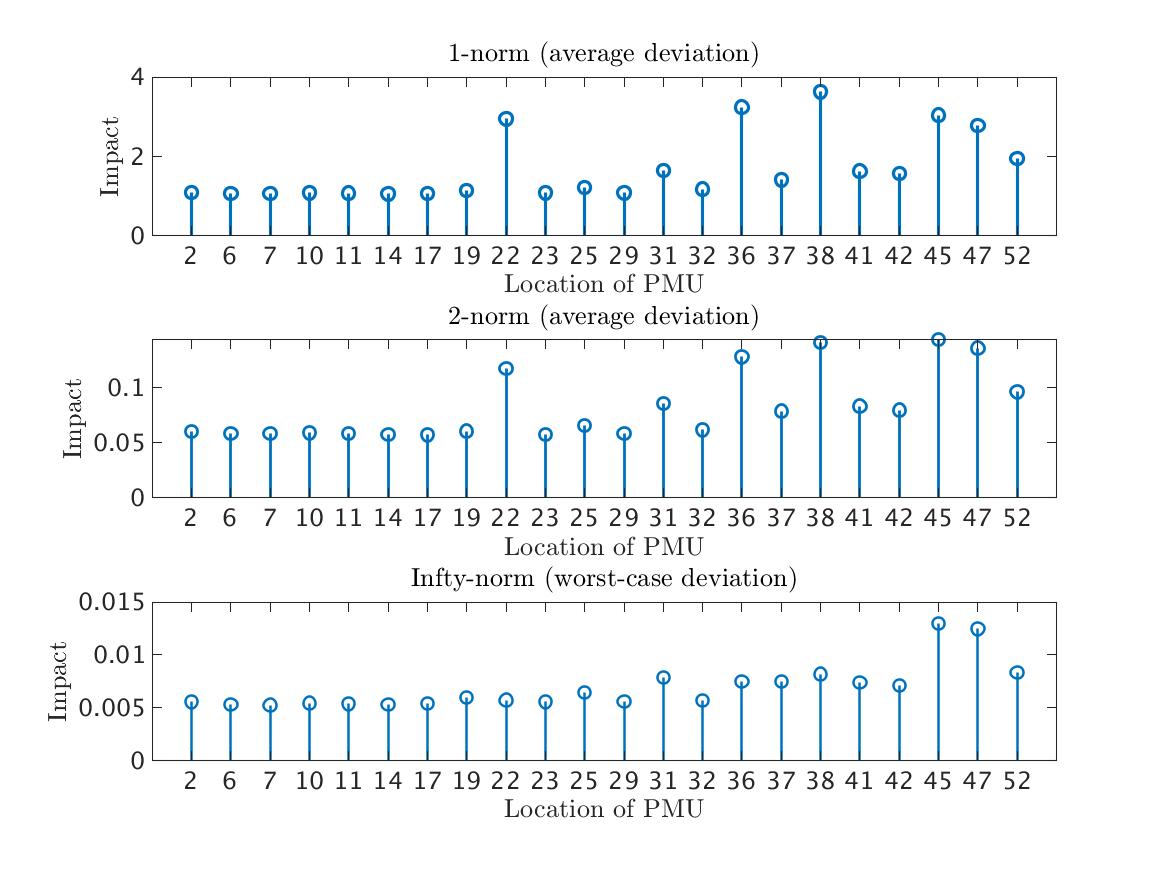 1-norm (average deviation)
4
2
0
Impact
2 6 7 10 11 14 17 19 22 23 25 29 31 32 36 37 38 41 42 45 47 52
Location of PMU
2-norm (average deviation)
0.1
0.05
0
Impact
2 6 7 10 11 14 17 19 22 23 25 29 31 32 36 37 38 41 42 45 47 52
Location of PMU
Infty-norm (worst-case deviation)
0.015
0.01
0.005
0
Impact
2 6 7 10 11 14 17 19 22 23 25 29 31 32 36 37 38 41 42 45 47 52
Location of PMU